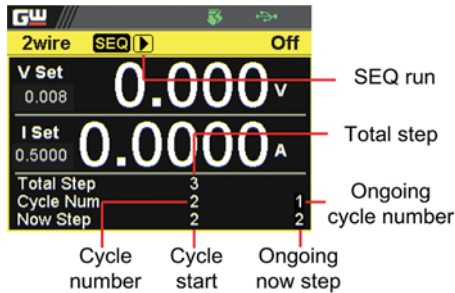 GW
2wire SEQ Off
V Set
0.008
0.000 V
SEQ run
I Set
0.5000
0.0000 A
Total step
Total Step 3
Cycle Num 2 1
Now Step 2 2
Ongoing
cycle number
Cycle
number
Cycle
start
Ongoing
now step